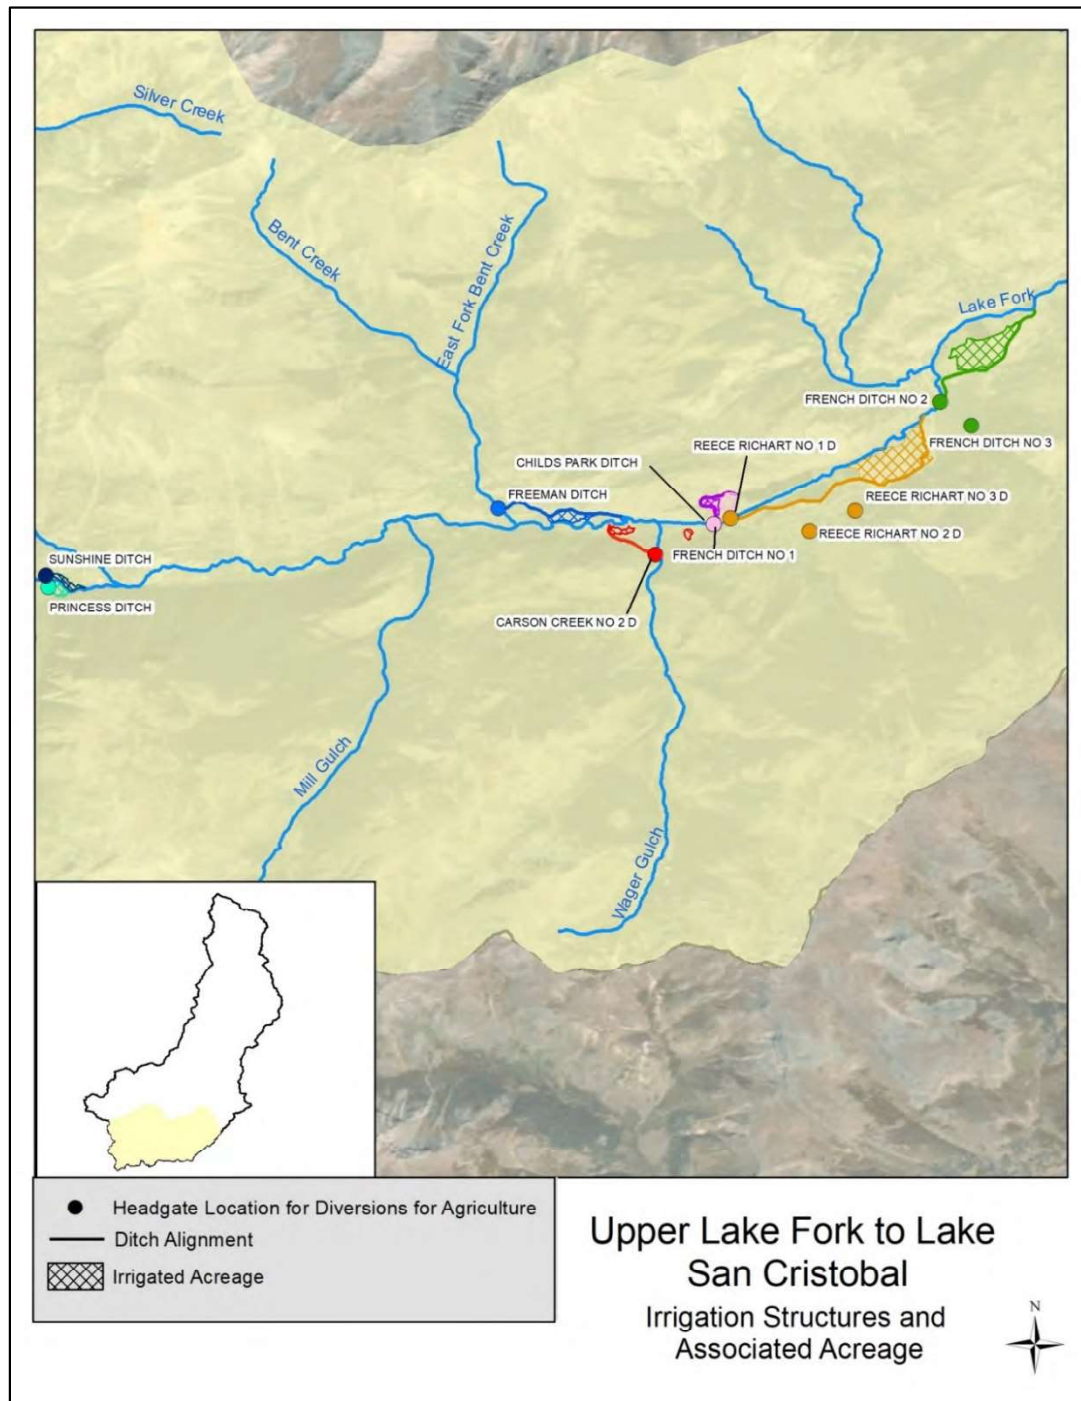 Silver Creek
Bent Creek
East Fork Bent Creek
Lake Fork
FRENCH DITCH NO 2
FRENCH DITCH NO 3
REECE RICHART NO 1 D
CHILDS PARK DITCH
FREEMAN DITCH
REECE RICHART NO 3 D
REECE RICHART NO 2 D
FRENCH DITCH NO 1
SUNSHINE DITCH
PRINCESS DITCH
CARSON CREEK NO 2 D
Mill Gulch
Wager Gulch
Headgate Location for Diversions for Agriculture
Ditch Alignment
Irrigated Acreage
Upper Lake Fork to Lake
San Cristobal
Irrigation Structures and
Associated Acreage
N